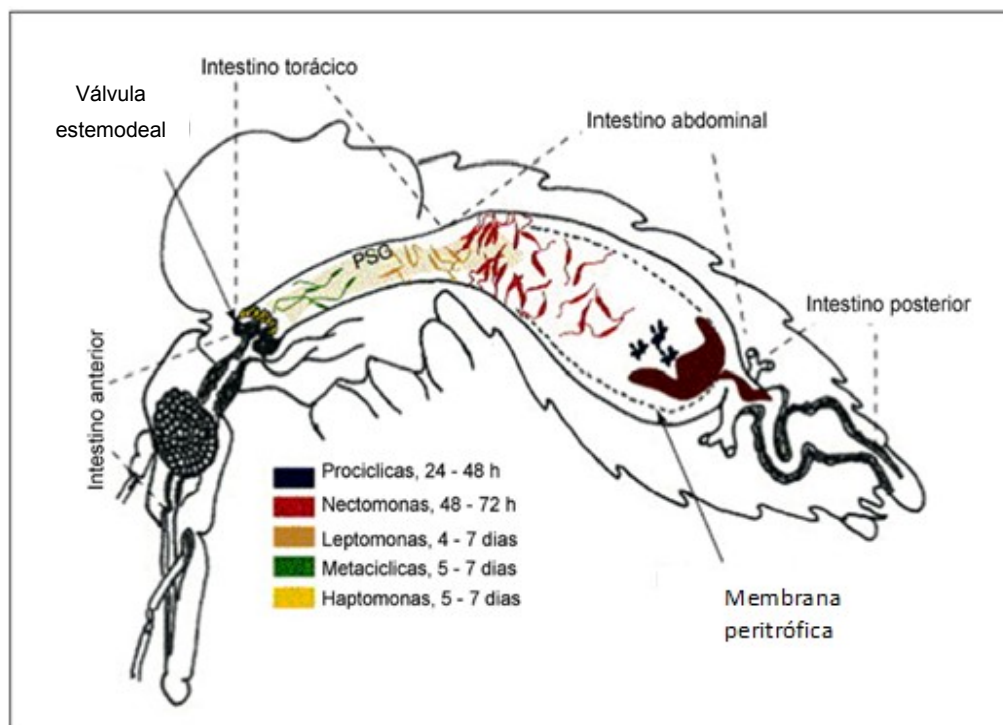 Intestino torácico
Válvula
estemodeal
Intestino abdominal
PSG
Intestino posterior
Intestino anterior
Prociclicas, 24 - 48 h
Nectomonas, 48 - 72 h
Leptomonas, 4 - 7 dias
Metaciclicas, 5 - 7 dias
Haptomonas, 5 - 7 dias
Membrana
peritrófica